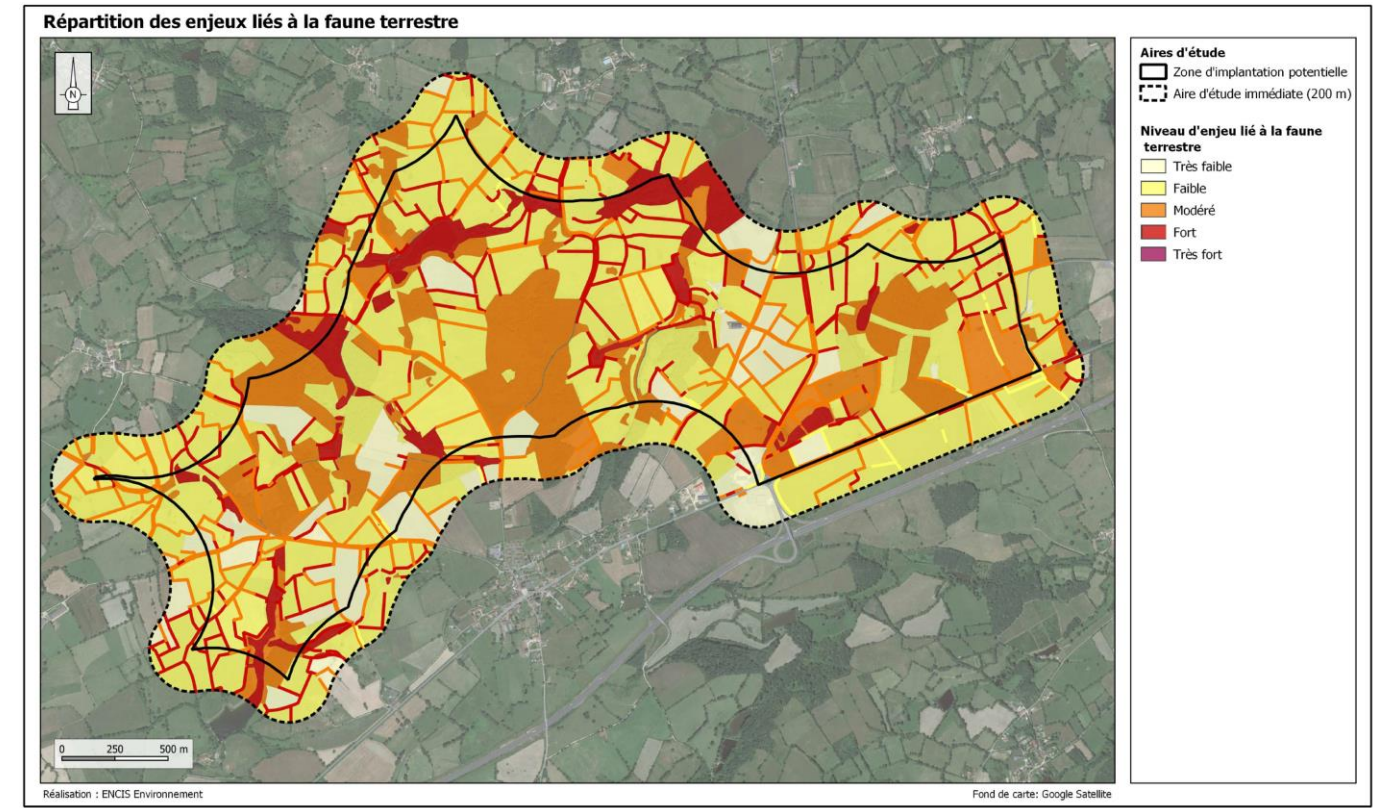 Répartition des enjeux liés à la faune terrestre
N
Aires d'étude
Zone d'implantation potentielle
Aire d'étude immédiate (200 m)
Niveau d'enjeu lié à la faune
terrestre
Très faible
Faible
Modéré
Fort
Très fort
0 250 500 m
Réalisation : ENCIS Environnement
Fond de carte: Google Satellite